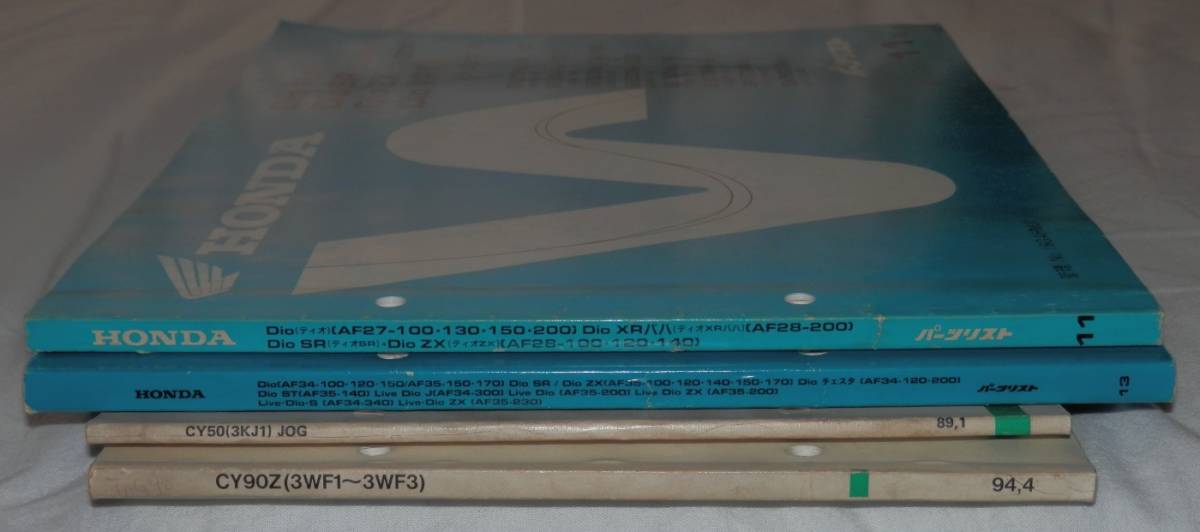 HONDA
HONDA
Dio(ディオ)(AF27-100・130・150・200) Dio XRバハ(ディオXRバハ)(AF28-200)
Dio SR(ディオSR)・Dio ZX(ディオZX)(AF28-100・120・140)
パーツリスト
11
HONDA
Dio(AF34-100・120・150/AF35-150・170) Dio SR / Dio ZX(AF35-100・120・140・150・170) Dio チェスタ (AF34-120・200)
Dio ST(AF35-140) Live Dio J(AF34-300) Live Dio (AF35-200) Live Dio ZX (AF35-200)
Live-Dio-S (AF34-340) Live-Dio ZX (AF35-230)
パーツリスト
13
CY50(3KJ1) JOG
89,1
CY90Z(3WF1～3WF3)
94,4